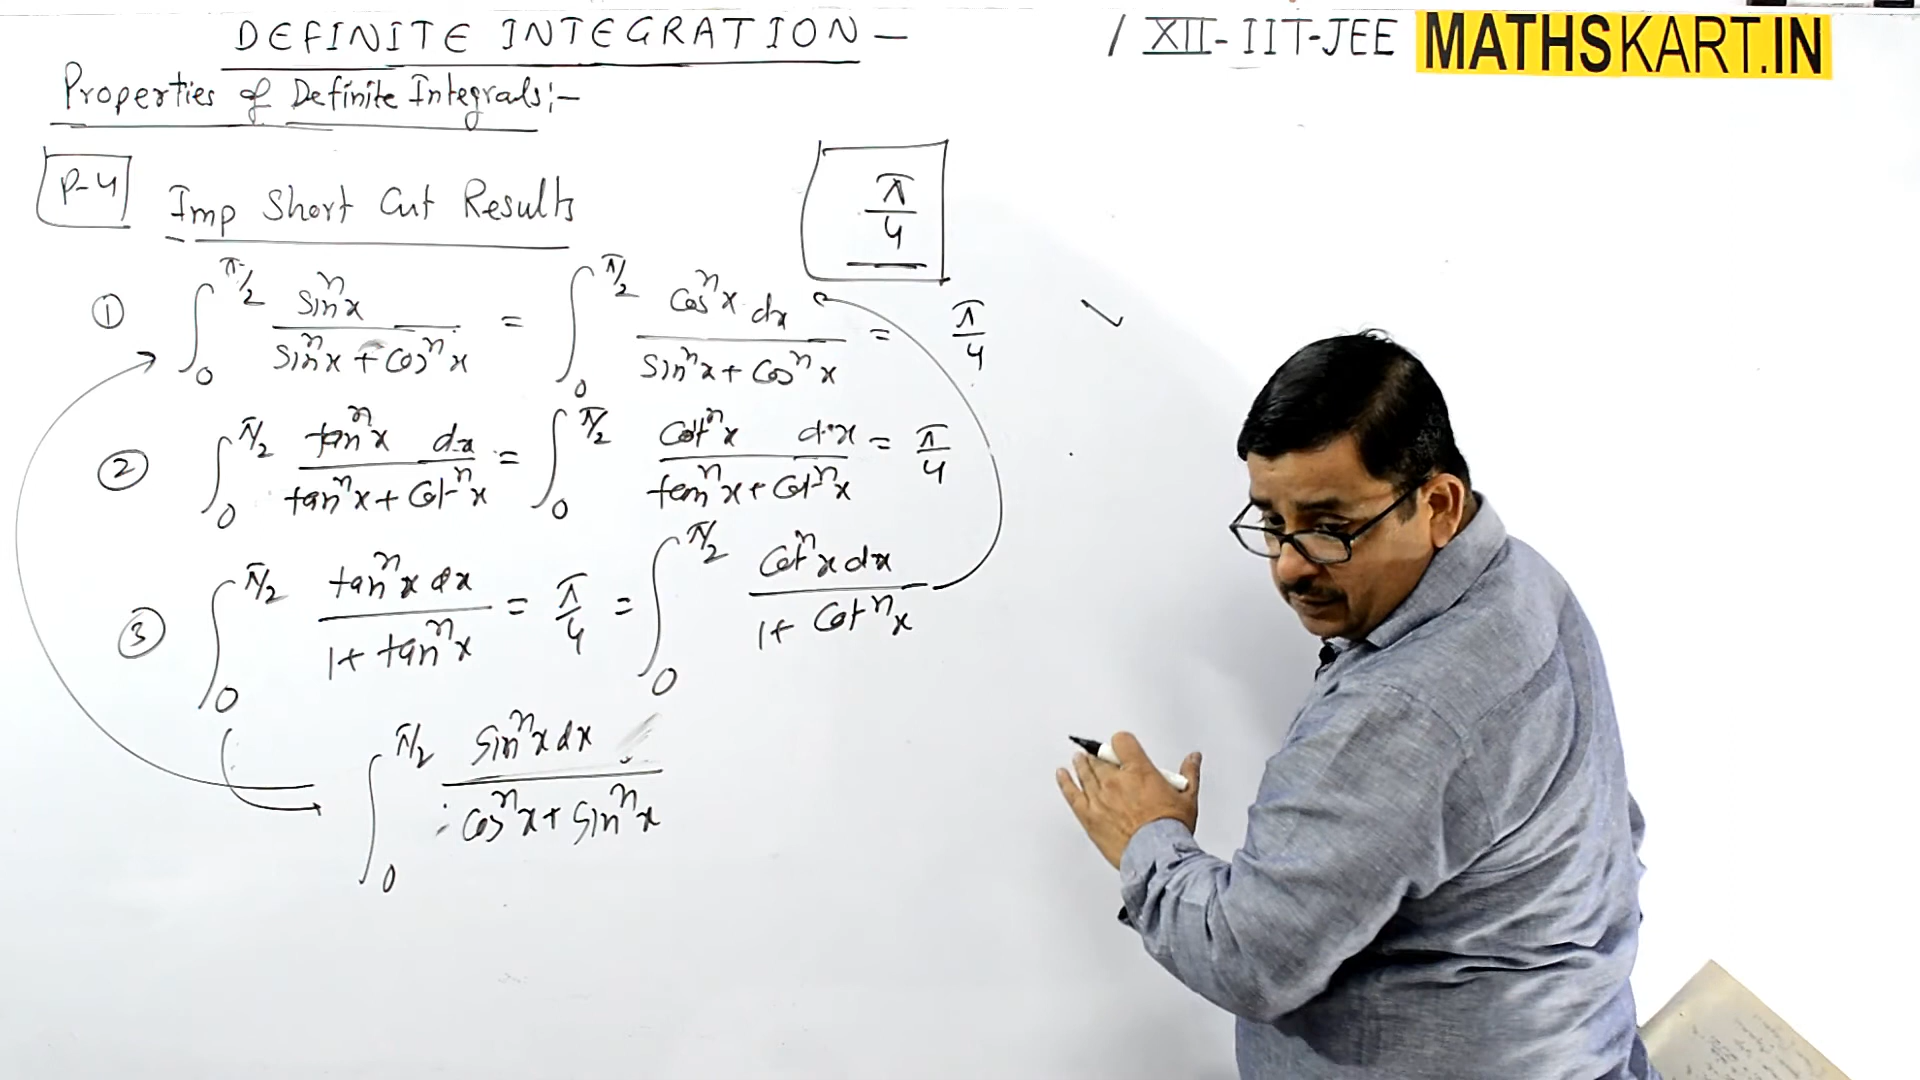 DEFINITE INTEGRATION — / XII - IIT-JEE MATHSKART.IN
Properties of Definite Integrals:-
P-4 Imp Short Cut Results
π/4
① ∫₀^π/2 sinⁿx / (sinⁿx + cosⁿx) = ∫₀^π/2 cosⁿx dx / (sinⁿx + cosⁿx) = π/4
② ∫₀^π/2 tanⁿx dx / (tanⁿx + cotⁿx) = ∫₀^π/2 cotⁿx dx / (tanⁿx + cotⁿx) = π/4
③ ∫₀^π/2 tanⁿx dx / (1 + tanⁿx) = π/4 = ∫₀^π/2 cotⁿx dx / (1 + cotⁿx)
∫₀^π/2 sinⁿx dx / (cosⁿx + sinⁿx)